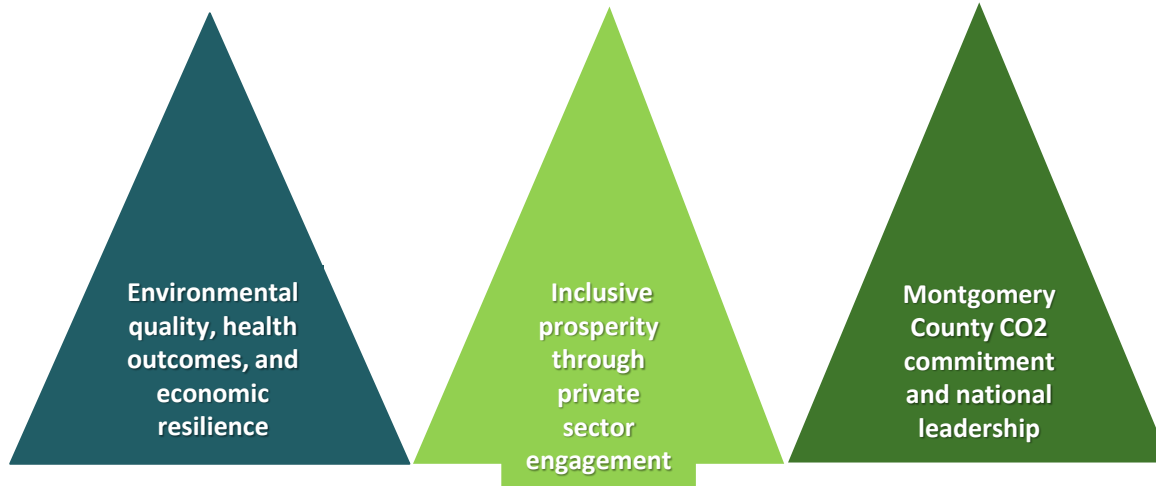 Environmental
quality, health
outcomes, and
economic
resilience
Inclusive
prosperity
through
private
sector
engagement
Montgomery
County CO2
commitment
and national
leadership